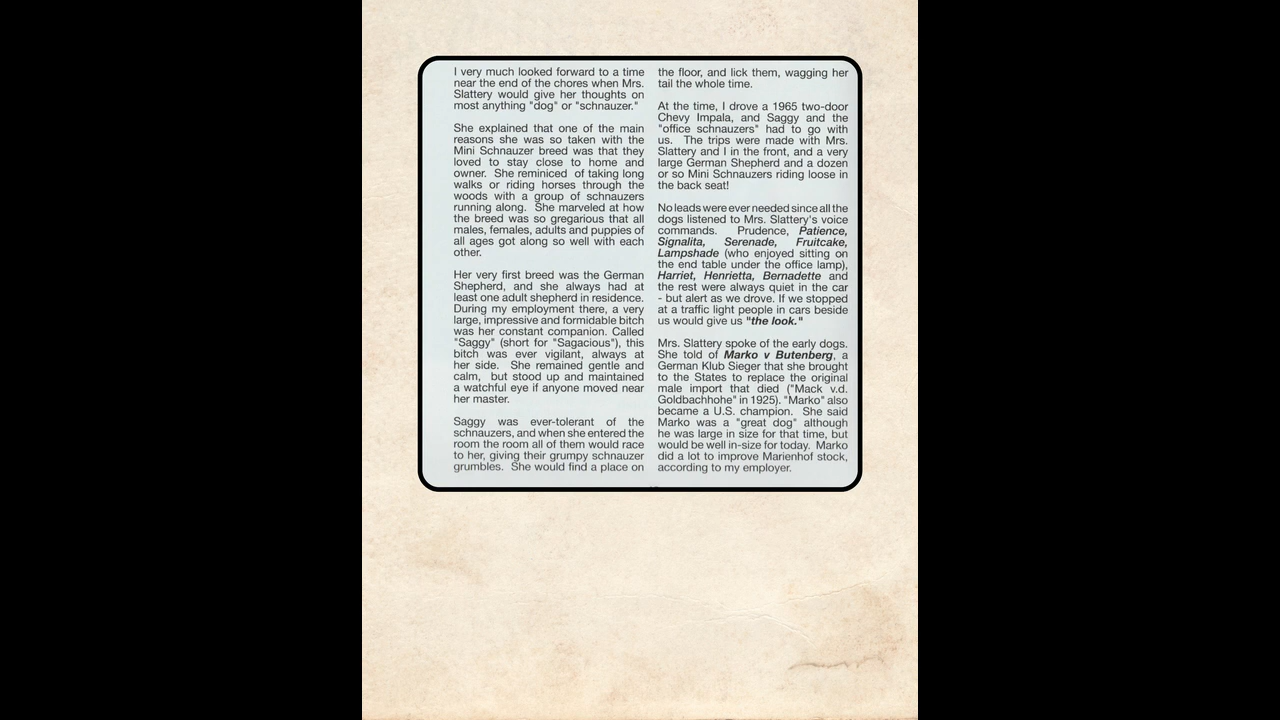 I very much looked forward to a time
near the end of the chores when Mrs.
Slattery would give her thoughts on
most anything "dog" or "schnauzer."
She explained that one of the main
reasons she was so taken with the
Mini Schnauzer breed was that they
loved to stay close to home and
owner. She reminiced of taking long
walks or riding horses through the
woods with a group of schnauzers
running along. She marveled at how
the breed was so gregarious that all
males, females, adults and puppies of
all ages got along so well with each
other.
Her very first breed was the German
Shepherd, and she always had at
least one adult shepherd in residence.
During my employment there, a very
large, impressive and formidable bitch
was her constant companion. Called
"Saggy" (short for "Sagacious"), this
bitch was ever vigilant, always at
her side. She remained gentle and
calm, but stood up and maintained
a watchful eye if anyone moved near
her master.
Saggy was ever-tolerant of the
schnauzers, and when she entered the
room the room all of them would race
to her, giving their grumpy schnauzer
grumbles. She would find a place on
the floor, and lick them, wagging her
tail the whole time.
At the time, I drove a 1965 two-door
Chevy Impala, and Saggy and the
"office schnauzers" had to go with
us. The trips were made with Mrs.
Slattery and I in the front, and a very
large German Shepherd and a dozen
or so Mini Schnauzers riding loose in
the back seat!
No leads were ever needed since all the
dogs listened to Mrs. Slattery's voice
commands. Prudence, Patience,
Signalita, Serenade, Fruitcake,
Lampshade (who enjoyed sitting on
the end table under the office lamp),
Harriet, Henrietta, Bernadette and
the rest were always quiet in the car
- but alert as we drove. If we stopped
at a traffic light people in cars beside
us would give us "the look."
Mrs. Slattery spoke of the early dogs.
She told of Marko v Butenberg, a
German Klub Sieger that she brought
to the States to replace the original
male import that died ("Mack v.d.
Goldbachhohe" in 1925). "Marko" also
became a U.S. champion. She said
Marko was a "great dog" although
he was large in size for that time, but
would be well in-size for today. Marko
did a lot to improve Marienhof stock,
according to my employer.